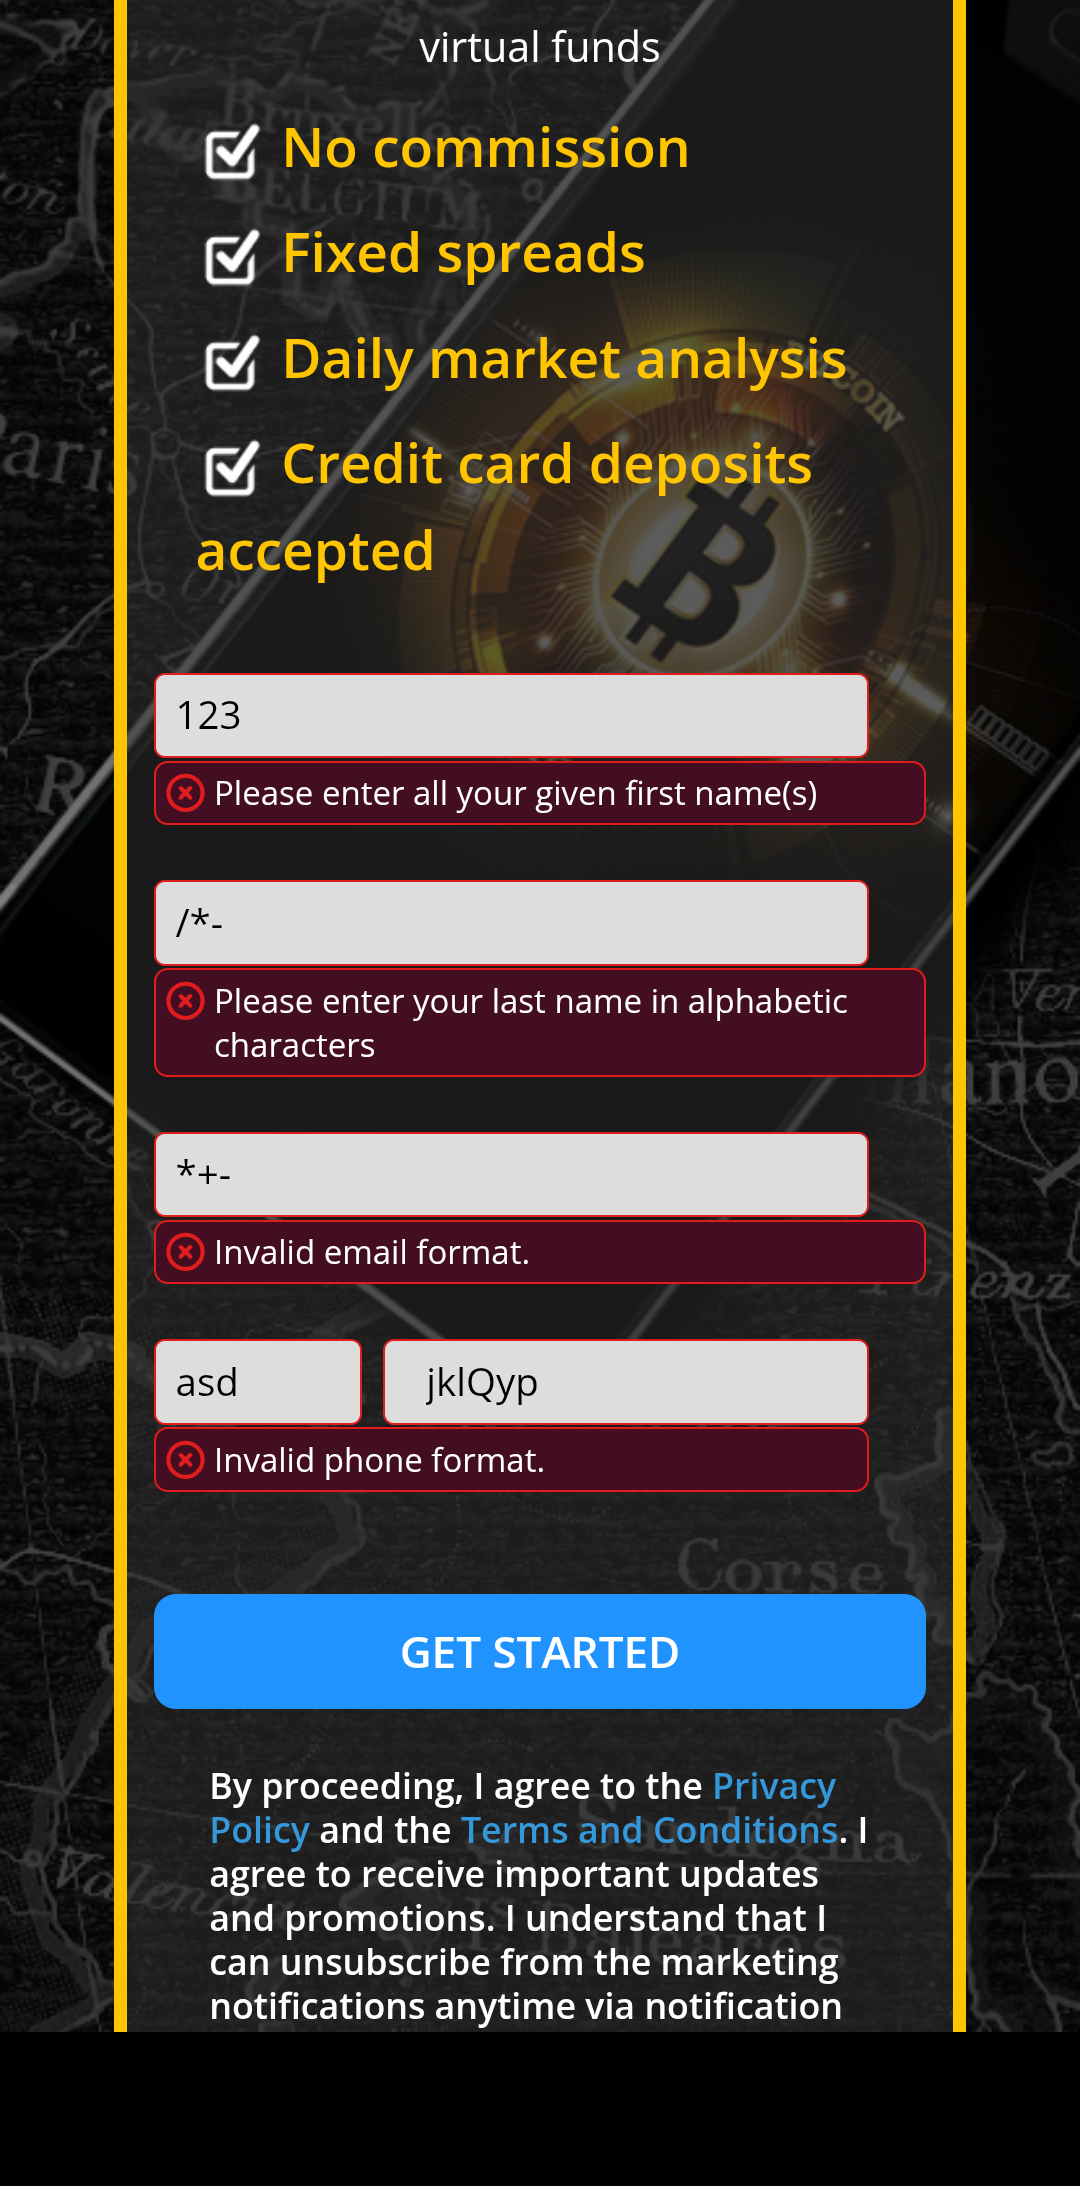 virtual funds
No commission
Fixed spreads
Daily market analysis
Credit card deposits
accepted
123
Please enter all your given first name(s)
/*-
Please enter your last name in alphabetic
characters
*+-
Invalid email format.
asd jklQyp
Invalid phone format.
Corse
GET STARTED
By proceeding, I agree to the Privacy
Policy and the Terms and Conditions. I
agree to receive important updates
and promotions. I understand that I
can unsubscribe from the marketing
notifications anytime via notification